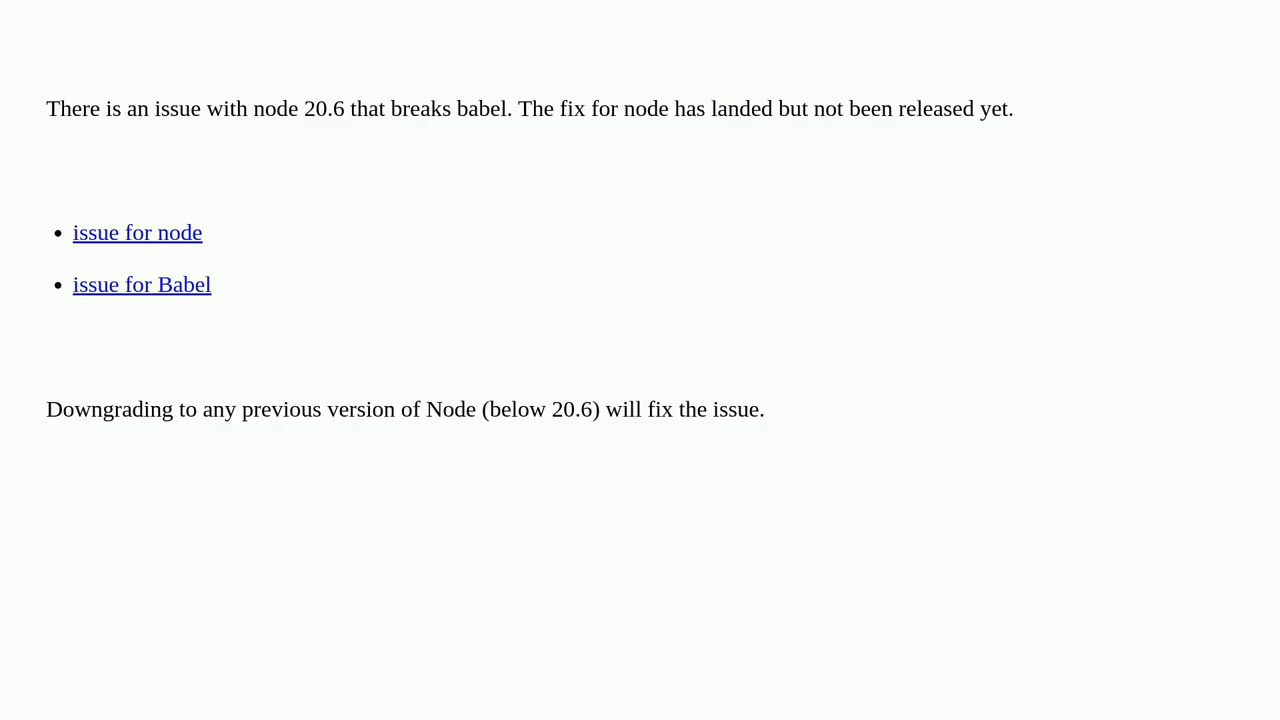 There is an issue with node 20.6 that breaks babel. The fix for node has landed but not been released yet.
• issue for node
• issue for Babel
Downgrading to any previous version of Node (below 20.6) will fix the issue.